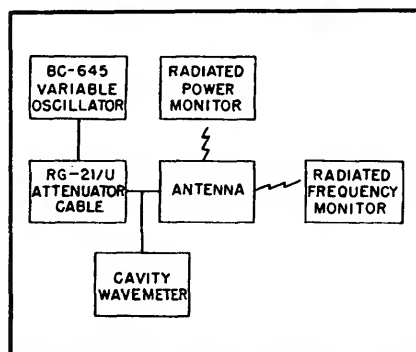 BC-645
VARIABLE
OSCILLATOR
RADIATED
POWER
MONITOR
RG-21/U
ATTENUATOR
CABLE
ANTENNA
RADIATED
FREQUENCY
MONITOR
CAVITY
WAVEMETER